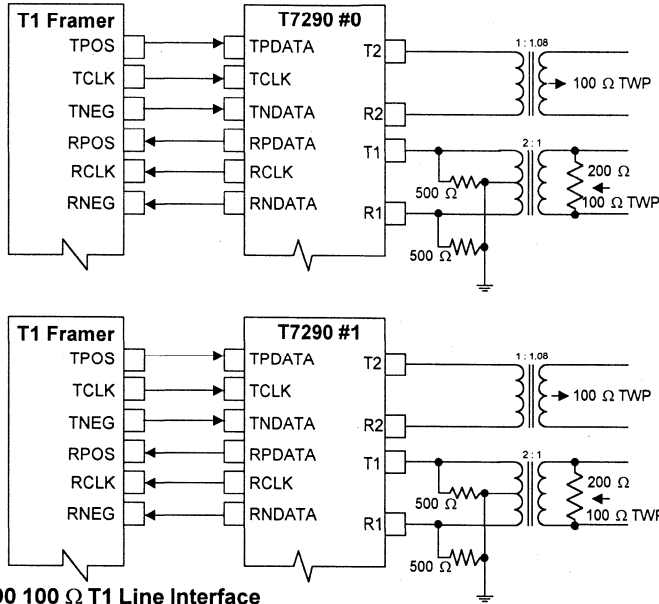 T1 Framer
TPOS
TCLK
TNEG
RPOS
RCLK
RNEG
T7290 #0
TPDATA
TCLK
TNDATA
RPDATA
RCLK
RNDATA
T2
R2
T1
R1
1 : 1.08
100 Ω TWP
2 : 1
500 Ω
500 Ω
200 Ω
100 Ω TWP
T1 Framer
TPOS
TCLK
TNEG
RPOS
RCLK
RNEG
T7290 #1
TPDATA
TCLK
TNDATA
RPDATA
RCLK
RNDATA
T2
R2
T1
R1
1 : 1.08
100 Ω TWP
2 : 1
500 Ω
500 Ω
200 Ω
100 Ω TWP
100 Ω T1 Line Interface